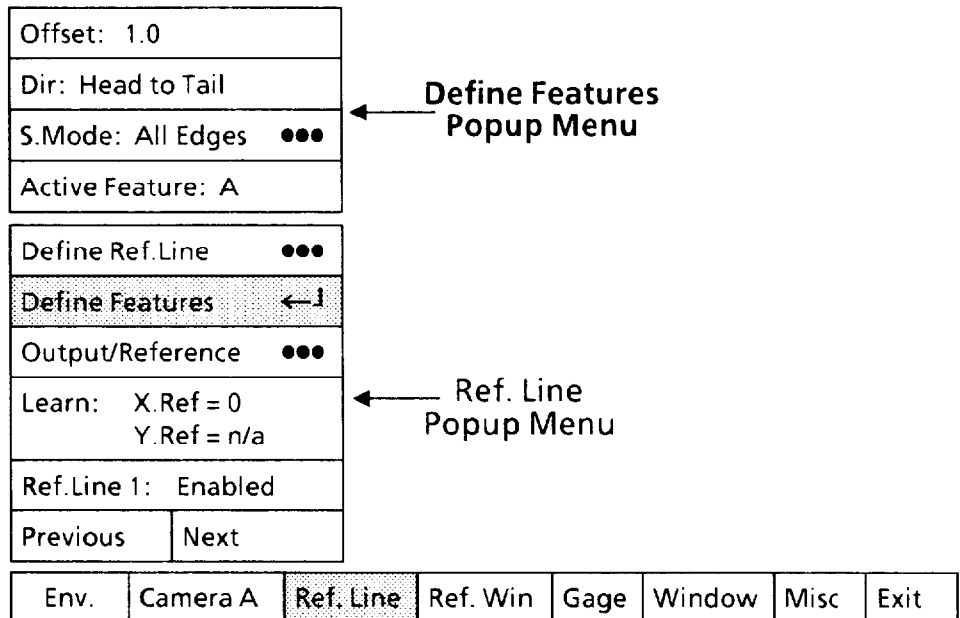 Offset: 1.0
Dir: Head to Tail
S.Mode: All Edges •••
Active Feature: A
Define Features
Popup Menu
Define Ref.Line •••
Define Features ←┘
Output/Reference •••
Learn: X.Ref = 0
Y.Ref = n/a
Ref.Line 1: Enabled
Previous Next
Ref. Line
Popup Menu
Env. Camera A Ref. Line Ref. Win Gage Window Misc Exit